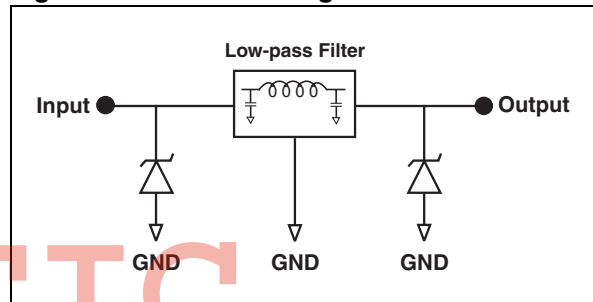 Low-pass Filter
Input
Output
GND
GND
GND